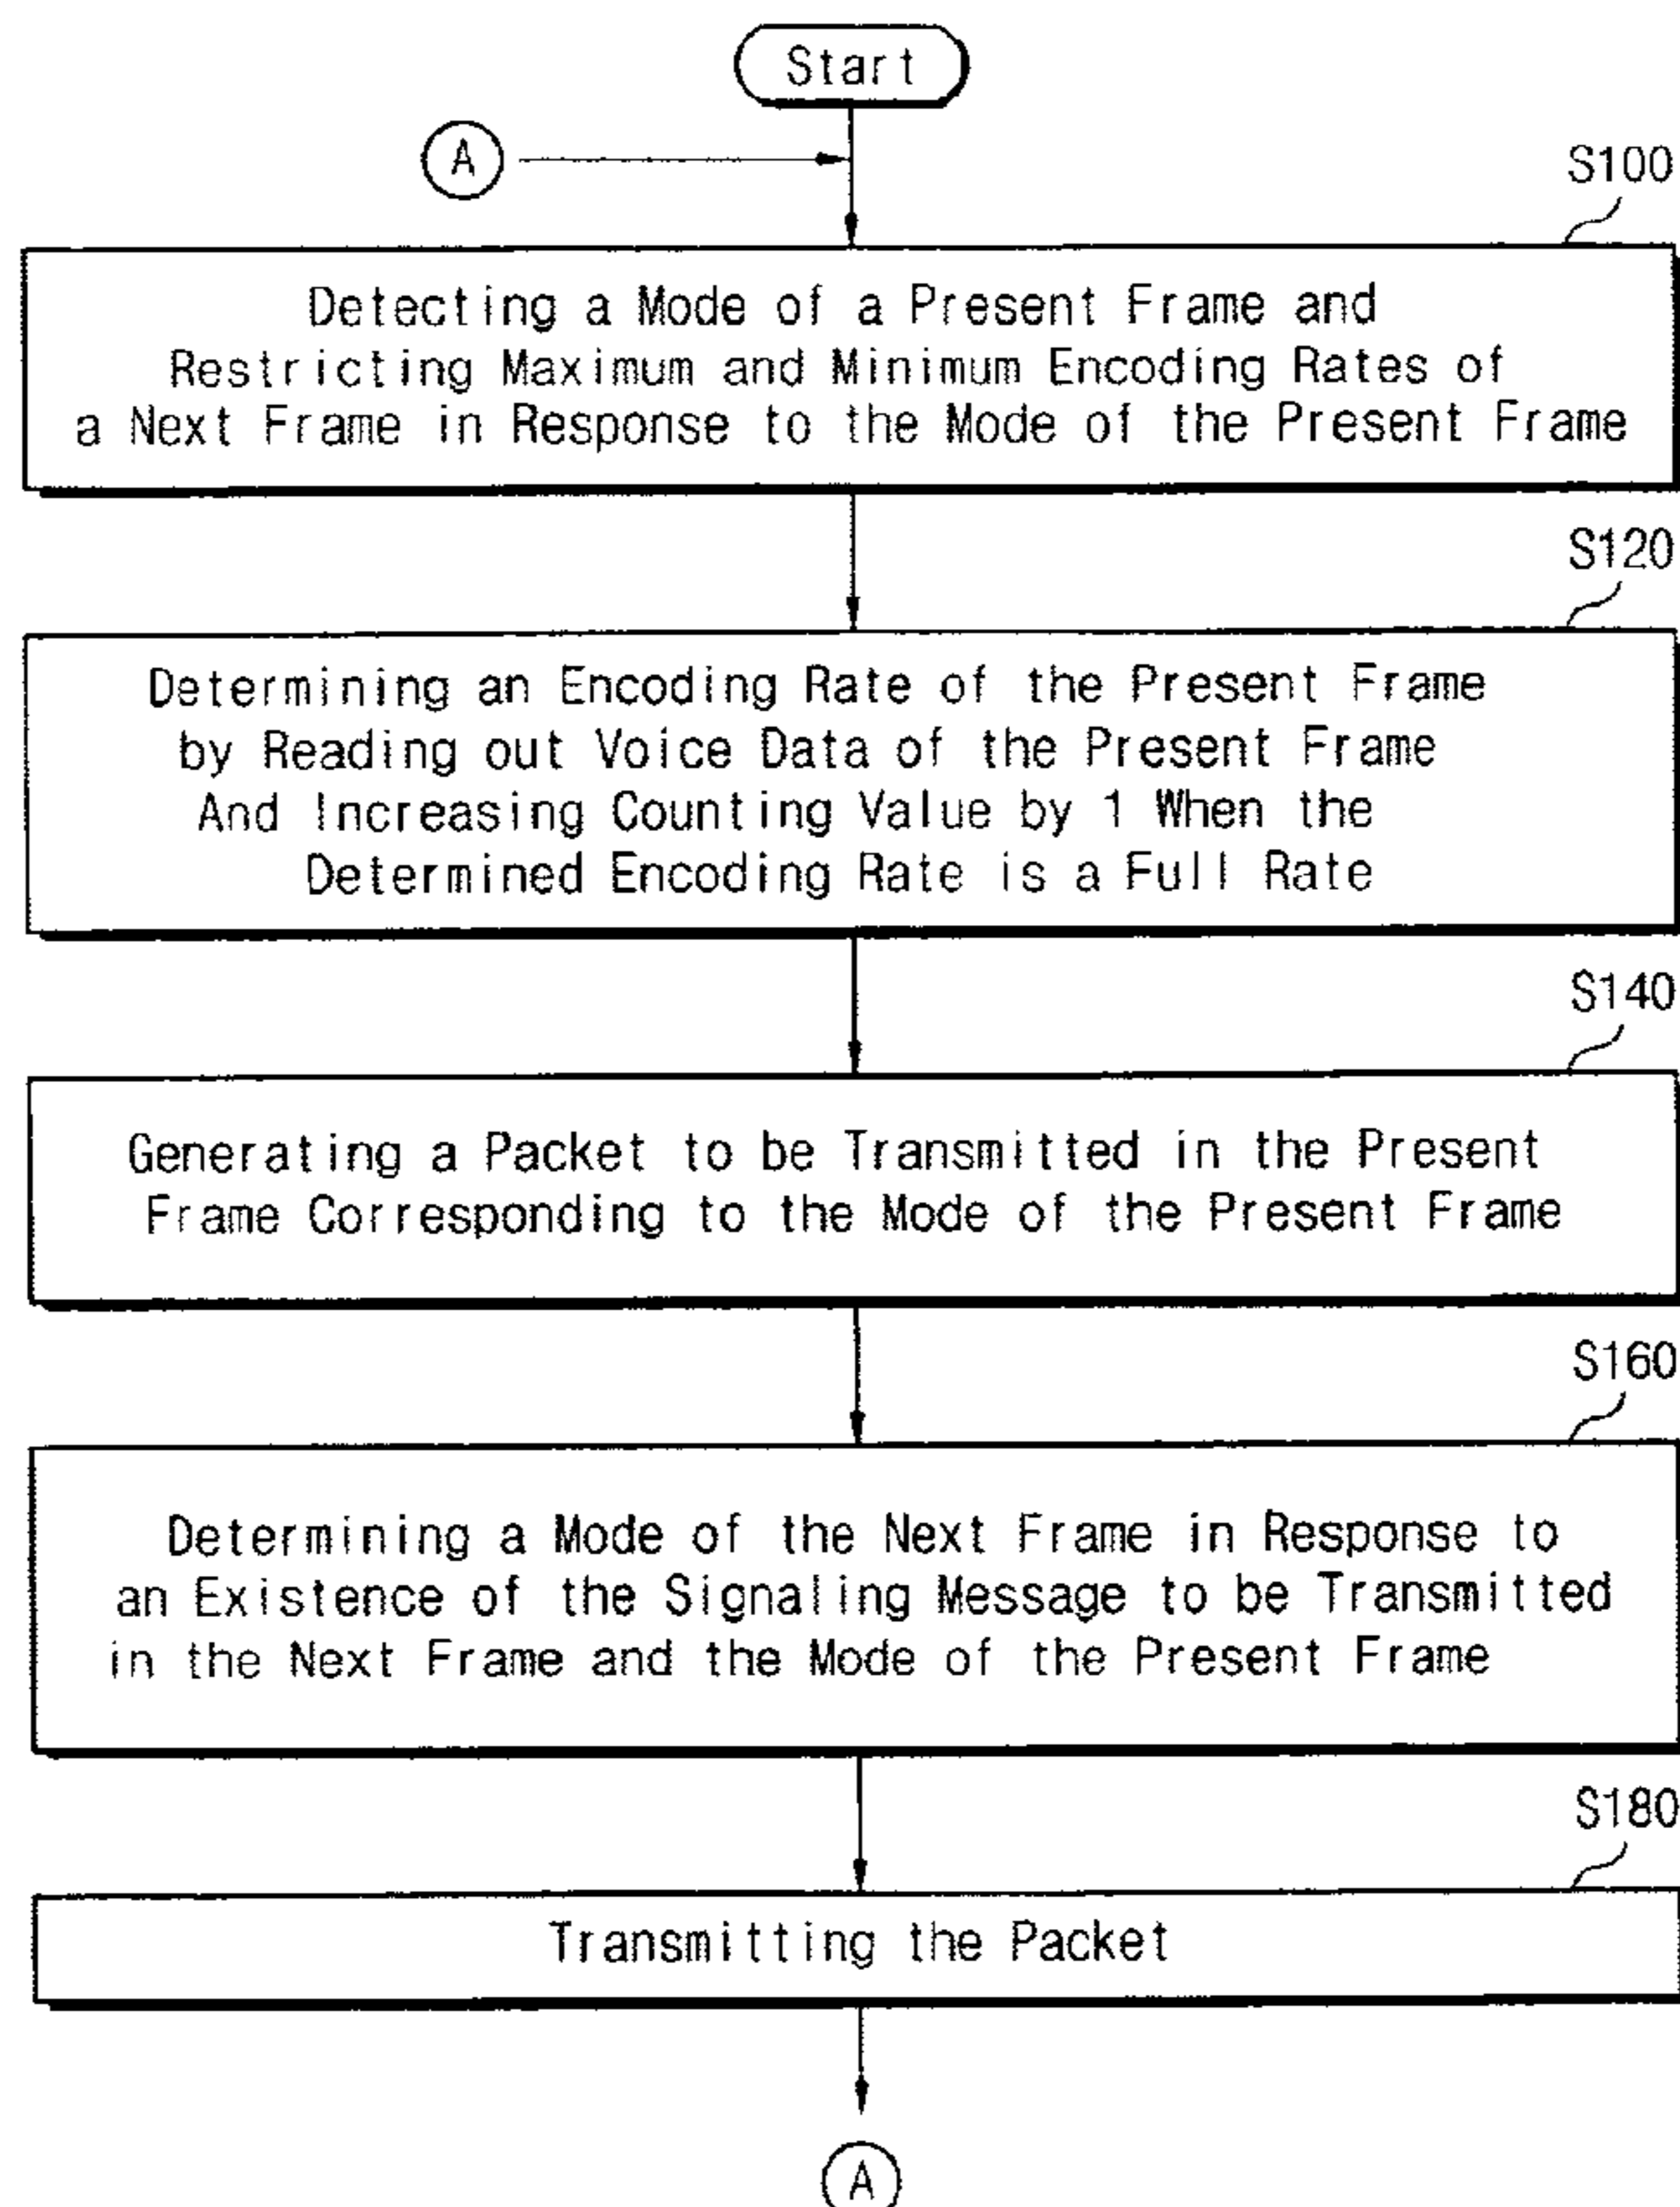 Start
A
S100
Detecting a Mode of a Present Frame and
Restricting Maximum and Minimum Encoding Rates of
a Next Frame in Response to the Mode of the Present Frame
S120
Determining an Encoding Rate of the Present Frame
by Reading out Voice Data of the Present Frame
And Increasing Counting Value by 1 When the
Determined Encoding Rate is a Full Rate
S140
Generating a Packet to be Transmitted in the Present
Frame Corresponding to the Mode of the Present Frame
S160
Determining a Mode of the Next Frame in Response to
an Existence of the Signaling Message to be Transmitted
in the Next Frame and the Mode of the Present Frame
S180
Transmitting the Packet
A